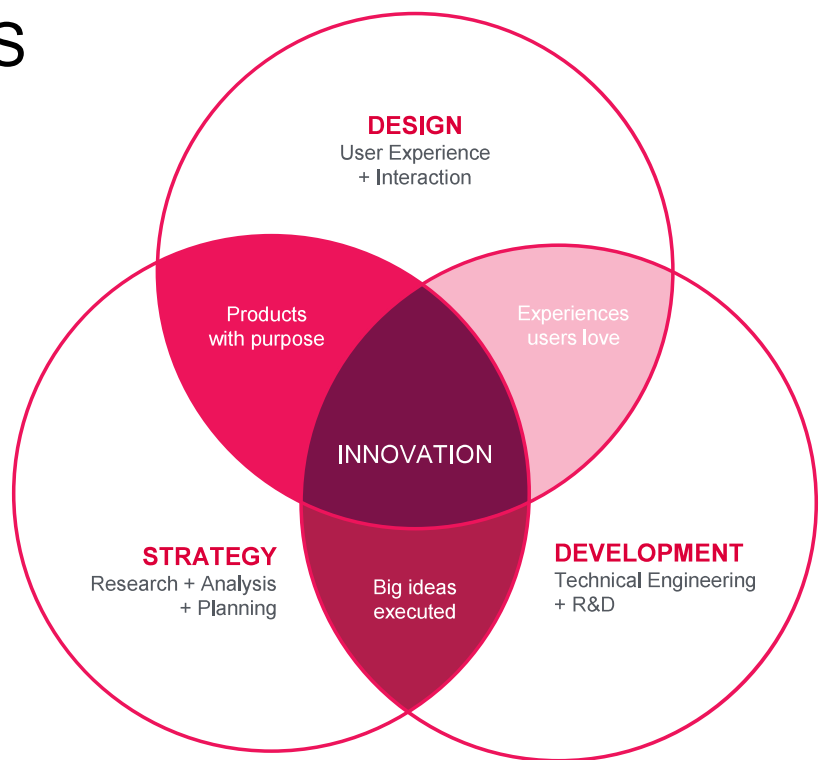 S
DESIGN
User Experience
+ Interaction
Products
with purpose
Experiences
users love
INNOVATION
STRATEGY
Research + Analysis
+ Planning
Big ideas
executed
DEVELOPMENT
Technical Engineering
+ R&D